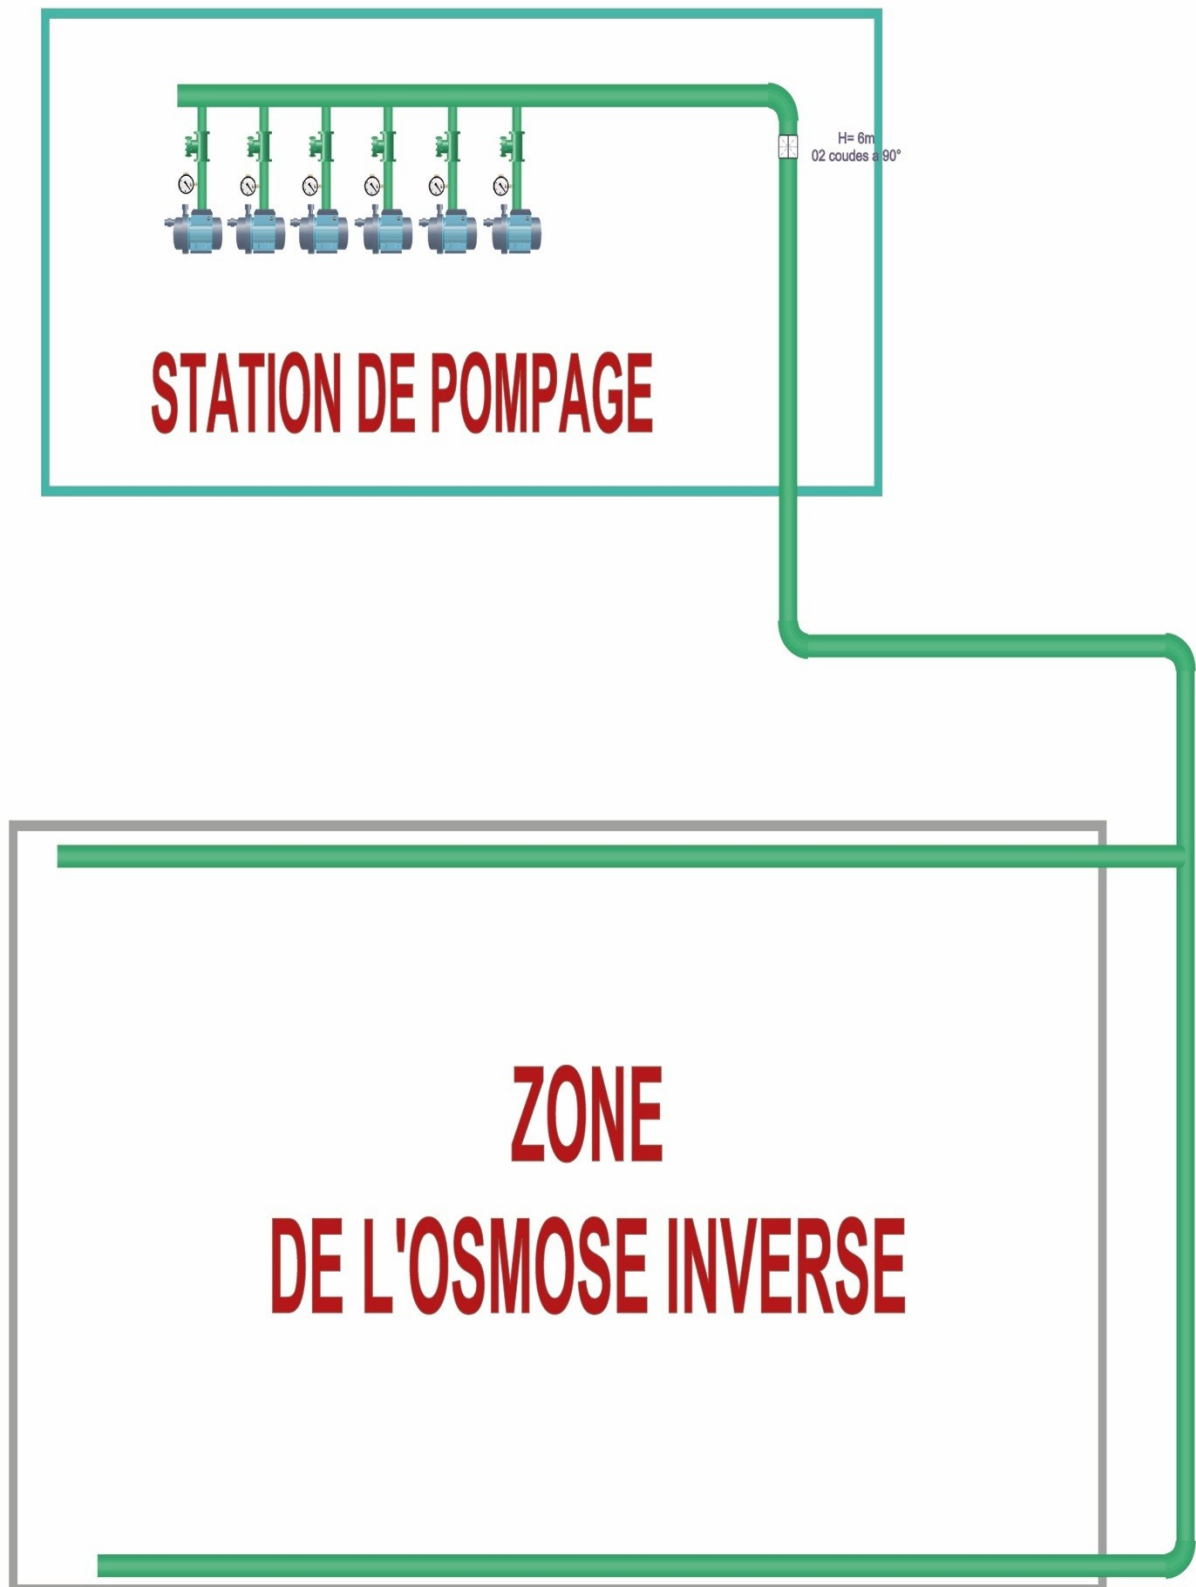 H= 6m
02 coudes a 90°
STATION DE POMPAGE
ZONE
DE L'OSMOSE INVERSE